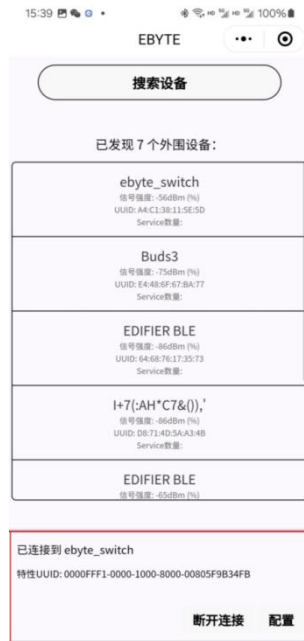 15:39 HD 5G HD 5G 100%
EBYTE
搜索设备
已发现 7 个外围设备：
ebyte_switch
信号强度: -56dBm (%)
UUID: A4:C1:38:11:5E:5D
Service数量:
Buds3
信号强度: -75dBm (%)
UUID: E4:48:6F:67:BA:77
Service数量:
EDIFIER BLE
信号强度: -86dBm (%)
UUID: 64:68:76:17:35:73
Service数量:
I+7(:AH*C7&()),'
信号强度: -86dBm (%)
UUID: D8:71:4D:5A:A3:4B
Service数量:
EDIFIER BLE
信号强度: -65dBm (%)
已连接到 ebyte_switch
特性UUID: 0000FFF1-0000-1000-8000-00805F9B34FB
断开连接 配置